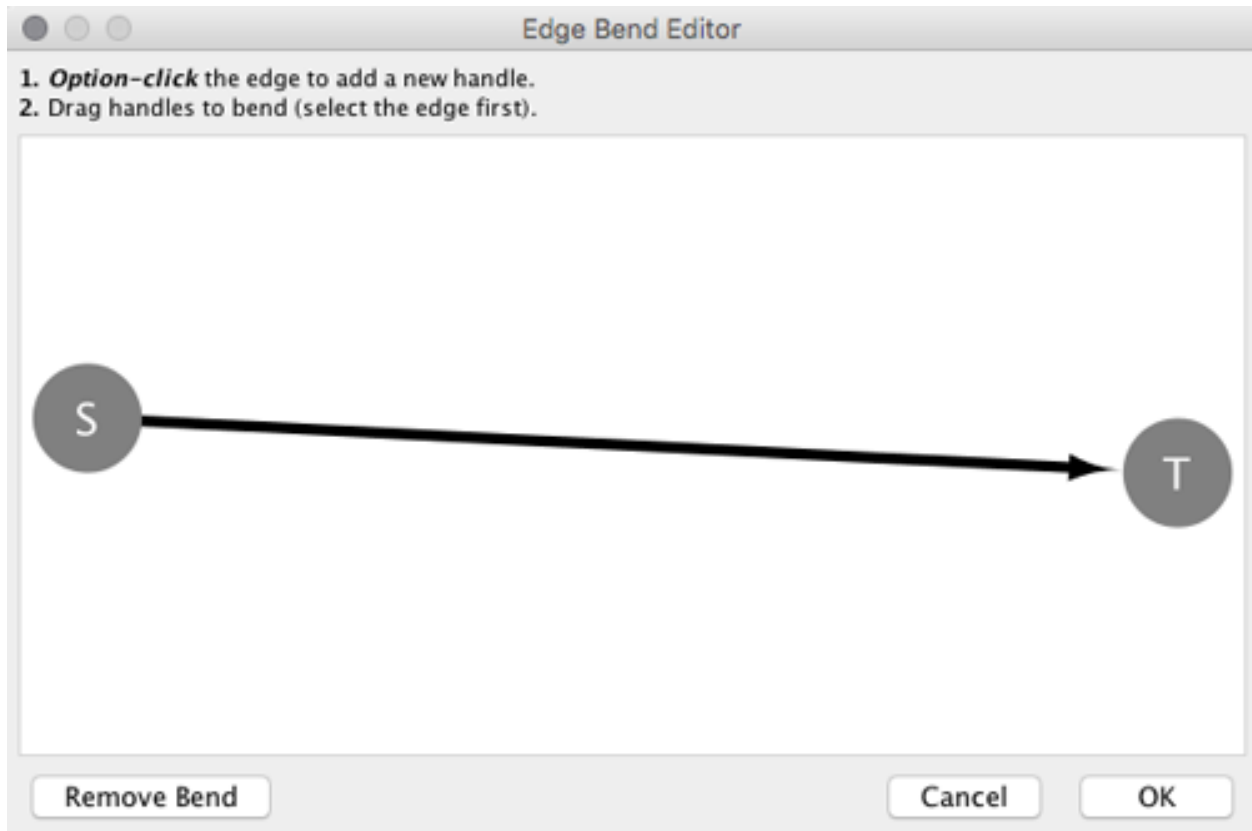 Edge Bend Editor
1. Option-click the edge to add a new handle.
2. Drag handles to bend (select the edge first).
S
T
Remove Bend
Cancel
OK